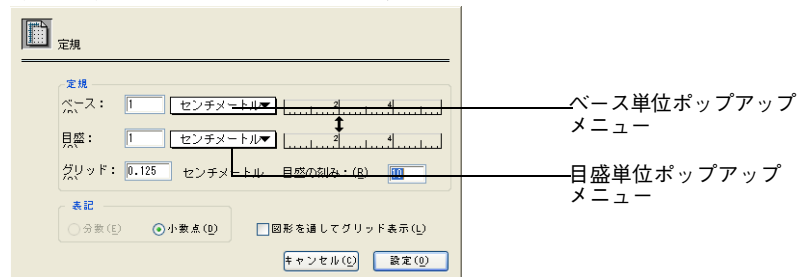 定規
定規
ベース： 1 センチメートル▼ 2 4
ベース単位ポップアップ
メニュー
目盛： 1 センチメートル▼ 2 4
目盛単位ポップアップ
メニュー
グリッド： 0.125 センチメートル 目盛の刻み：(R) 10
表記
分数(E) 小数点(D) 図形を通してグリッド表示(L)
キャンセル(C) 設定(O)